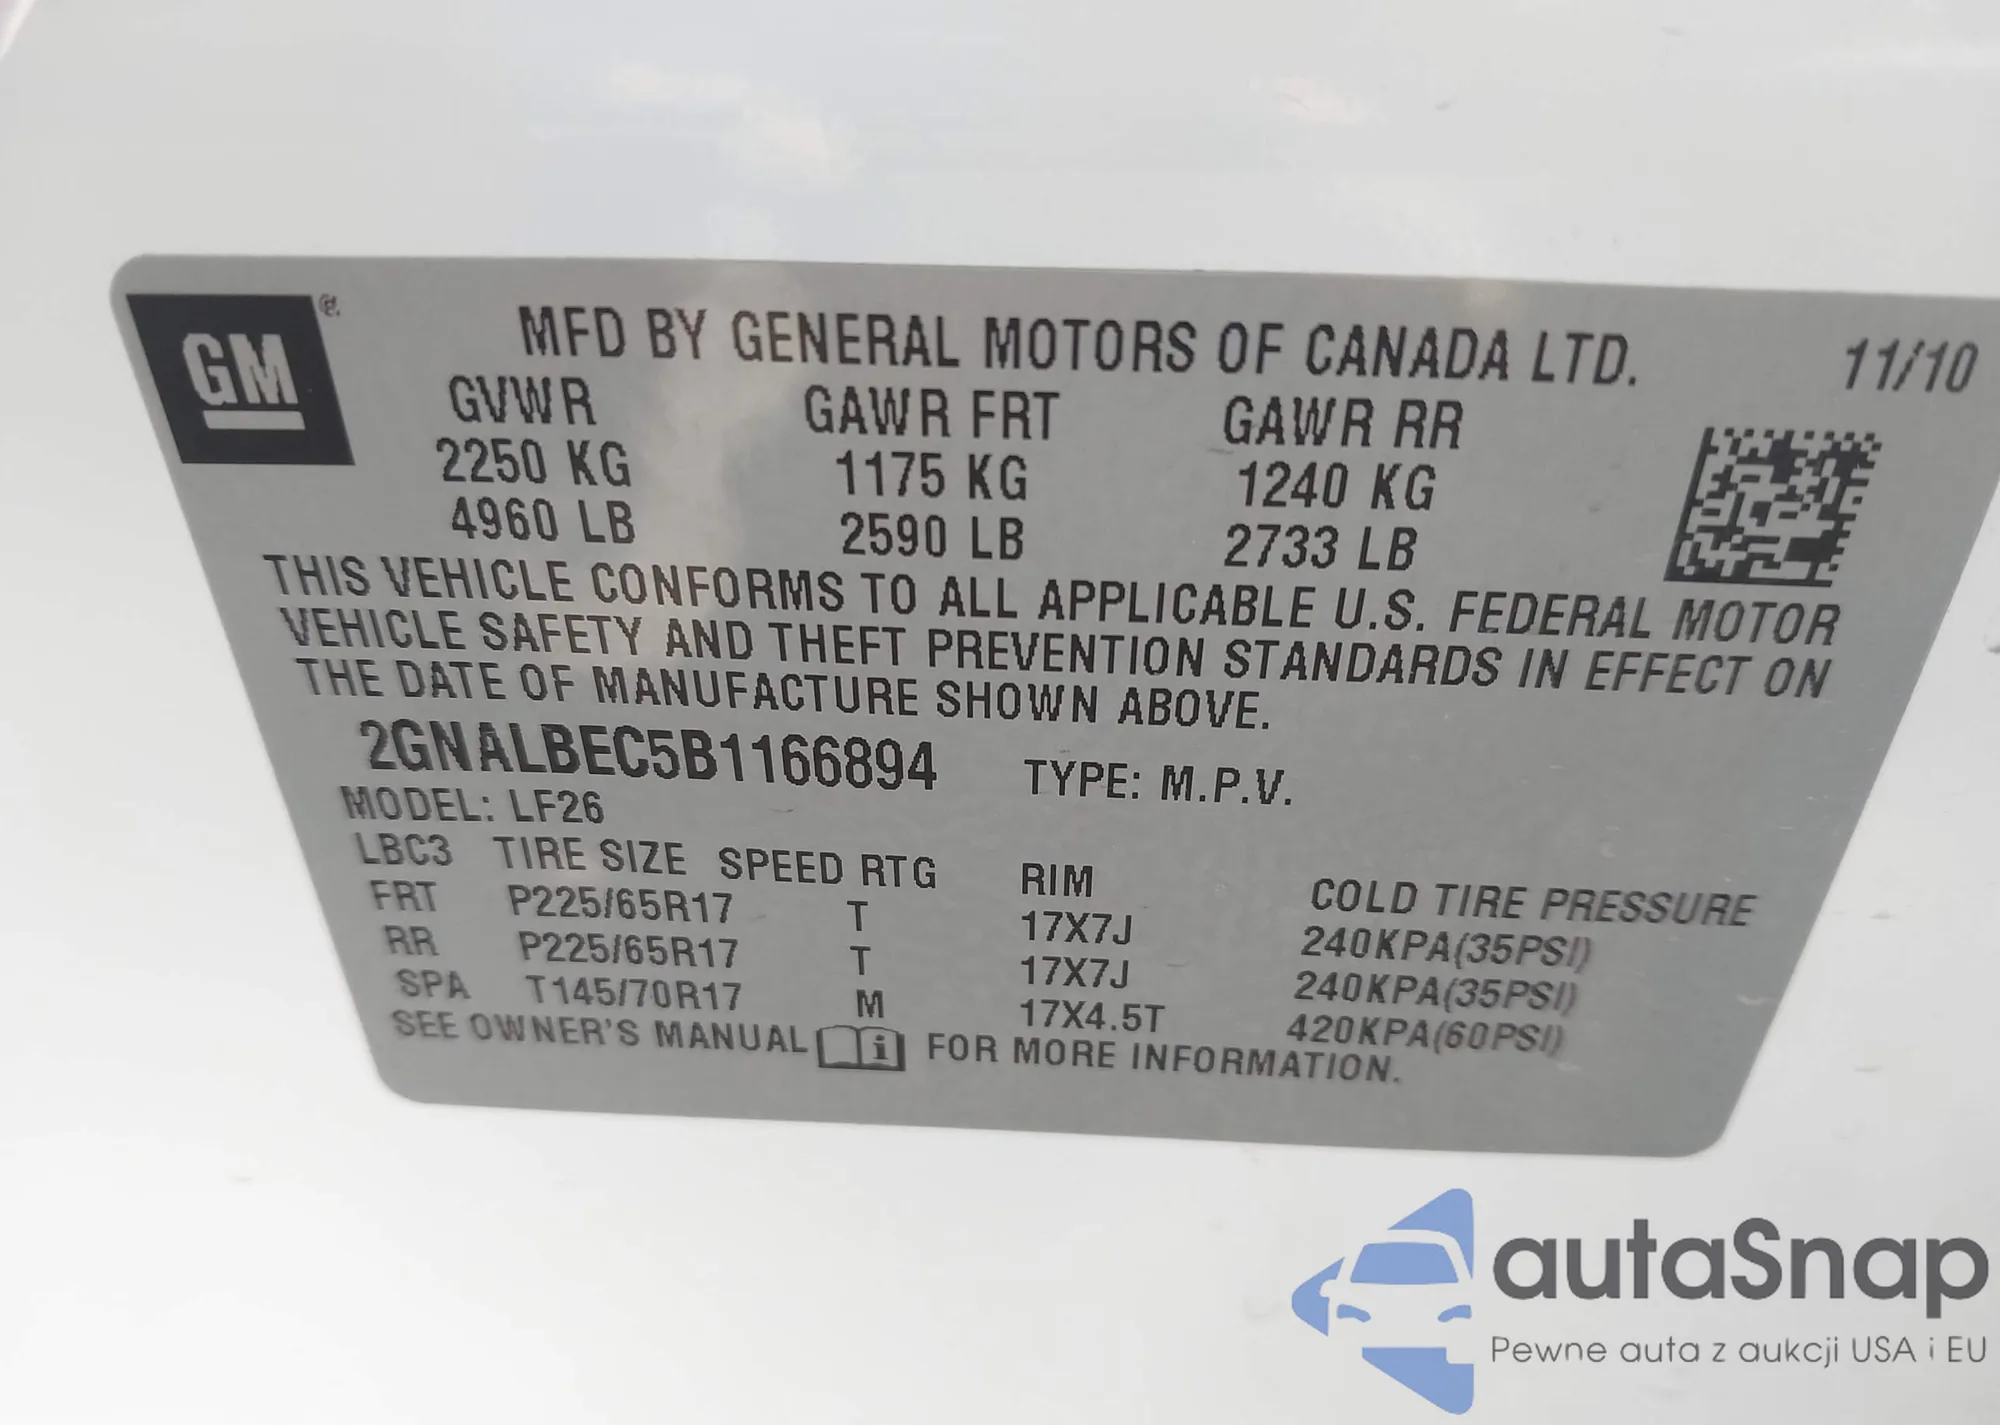 GM ®
MFD BY GENERAL MOTORS OF CANADA LTD. 11/10
GVWR GAWR FRT GAWR RR
2250 KG 1175 KG 1240 KG
4960 LB 2590 LB 2733 LB
THIS VEHICLE CONFORMS TO ALL APPLICABLE U.S. FEDERAL MOTOR
VEHICLE SAFETY AND THEFT PREVENTION STANDARDS IN EFFECT ON
THE DATE OF MANUFACTURE SHOWN ABOVE.
2GNALBEC5B1166894 TYPE: M.P.V.
MODEL: LF26
LBC3 TIRE SIZE SPEED RTG RIM COLD TIRE PRESSURE
FRT P225/65R17 T 17X7J 240KPA(35PSI)
RR P225/65R17 T 17X7J 240KPA(35PSI)
SPA T145/70R17 M 17X4.5T 420KPA(60PSI)
SEE OWNER'S MANUAL i FOR MORE INFORMATION.
autaSnap
Pewne auta z aukcji USA i EU